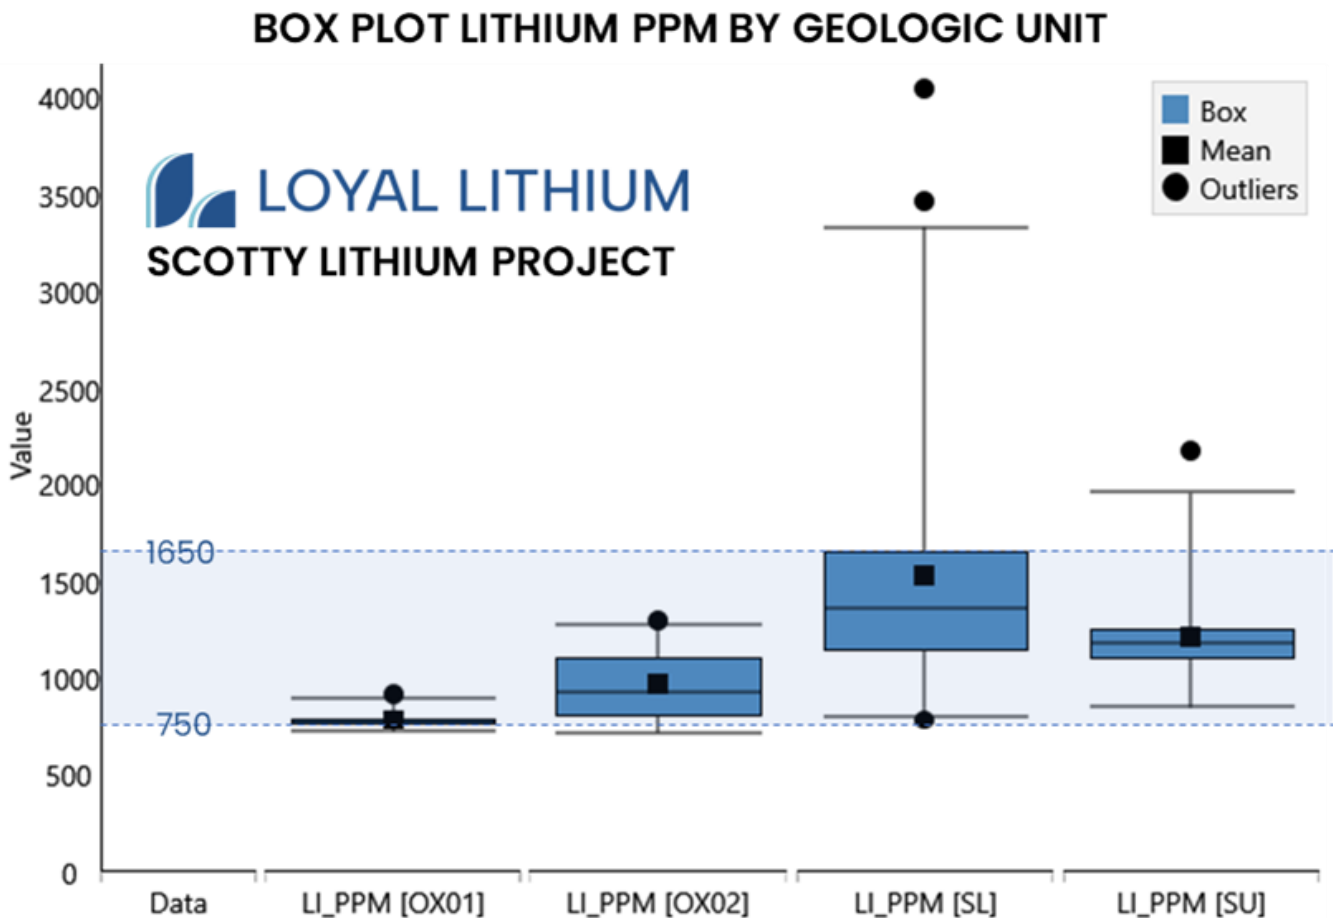 BOX PLOT LITHIUM PPM BY GEOLOGIC UNIT
4000
3500
3000
2500
2000
1500
1000
500
0
Value
LOYAL LITHIUM
SCOTTY LITHIUM PROJECT
Box
Mean
Outliers
1650
750
Data
LI_PPM [OX01]
LI_PPM [OX02]
LI_PPM [SL]
LI_PPM [SU]